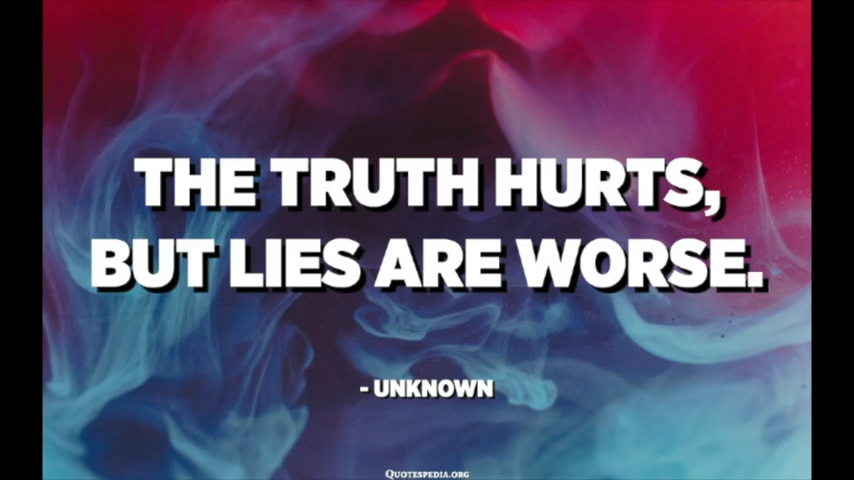 THE TRUTH HURTS,
BUT LIES ARE WORSE.
- UNKNOWN
QUOTESPEDIA.ORG